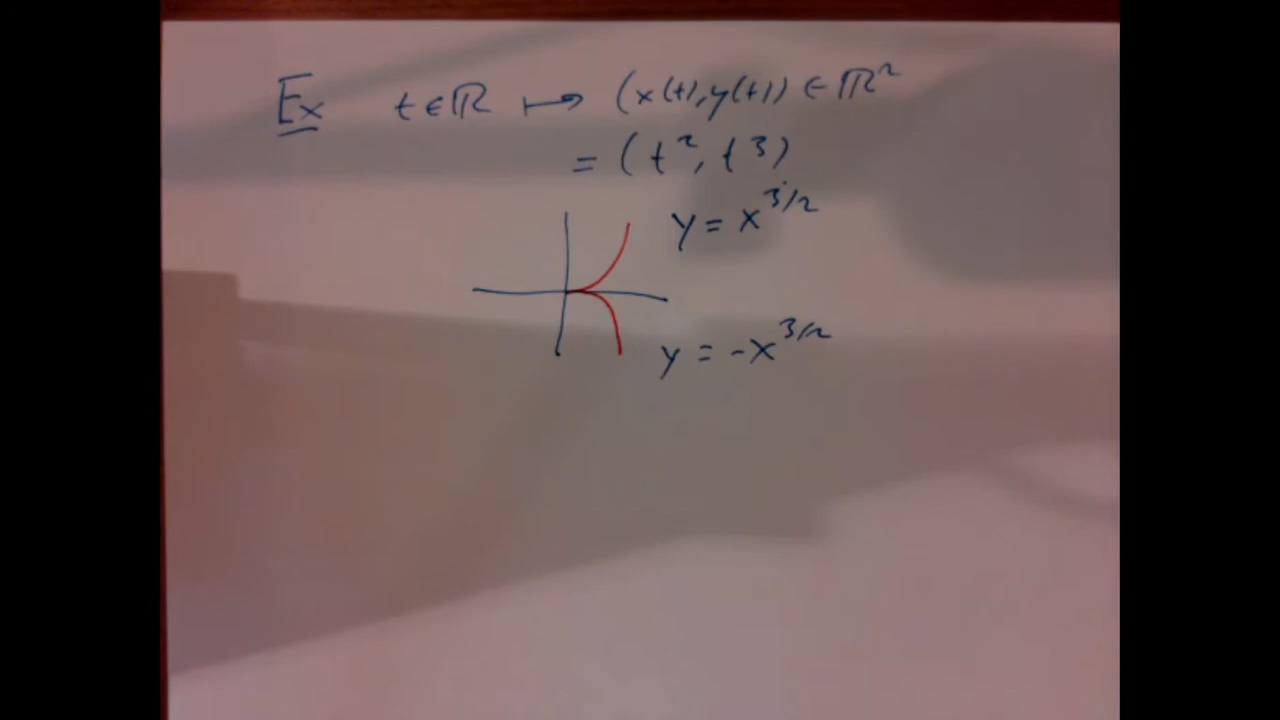 Ex t ∈ ℝ ↦ (x(t), y(t)) ∈ ℝ²
= (t², t³)
y = x^{3/2}
y = -x^{3/2}